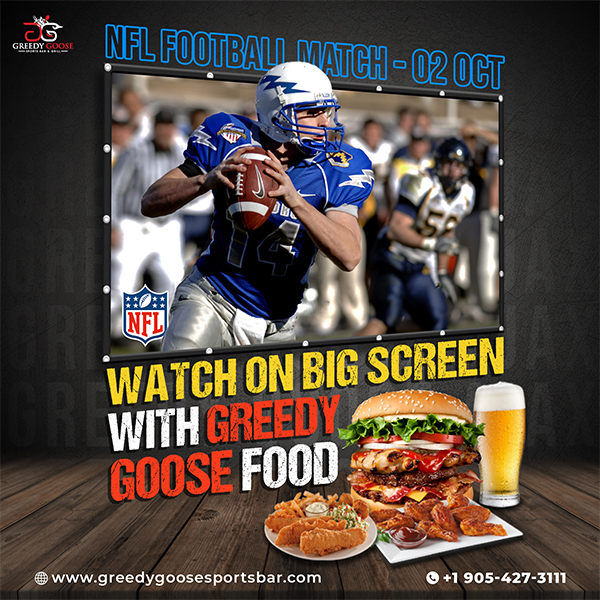 GREEDY GOOSE
SPORTS BAR & GRILL
NFL FOOTBALL MATCH - 02 OCT
14
NFL
WATCH ON BIG SCREEN
WITH GREEDY
GOOSE FOOD
www.greedygoosesportsbar.com
+1 905-427-3111